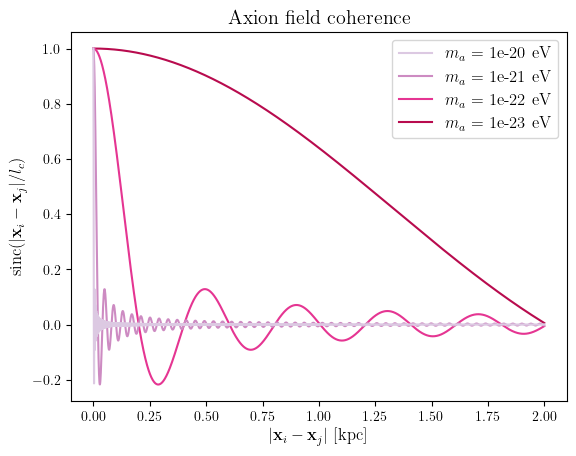 Axion field coherence
sinc(|x_i − x_j|/l_c)
1.0
0.8
0.6
0.4
0.2
0.0
−0.2
m_a = 1e-20 eV
m_a = 1e-21 eV
m_a = 1e-22 eV
m_a = 1e-23 eV
0.00 0.25 0.50 0.75 1.00 1.25 1.50 1.75 2.00
|x_i − x_j| [kpc]